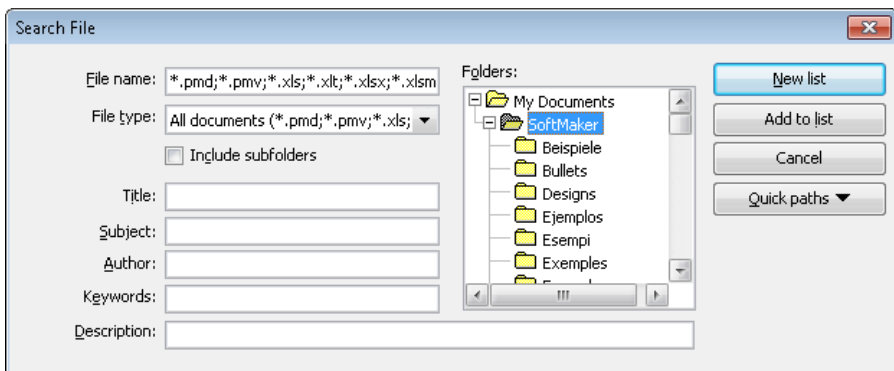 Search File
File name:
*.pmd;*.pmv;*.xls;*.xlt;*.xlsx;*.xlsm
File type:
All documents (*.pmd;*.pmv;*.xls;
Include subfolders
Title:
Subject:
Author:
Keywords:
Description:
Folders:
My Documents
SoftMaker
Beispiele
Bullets
Designs
Ejemplos
Esempi
Exemples
New list
Add to list
Cancel
Quick paths